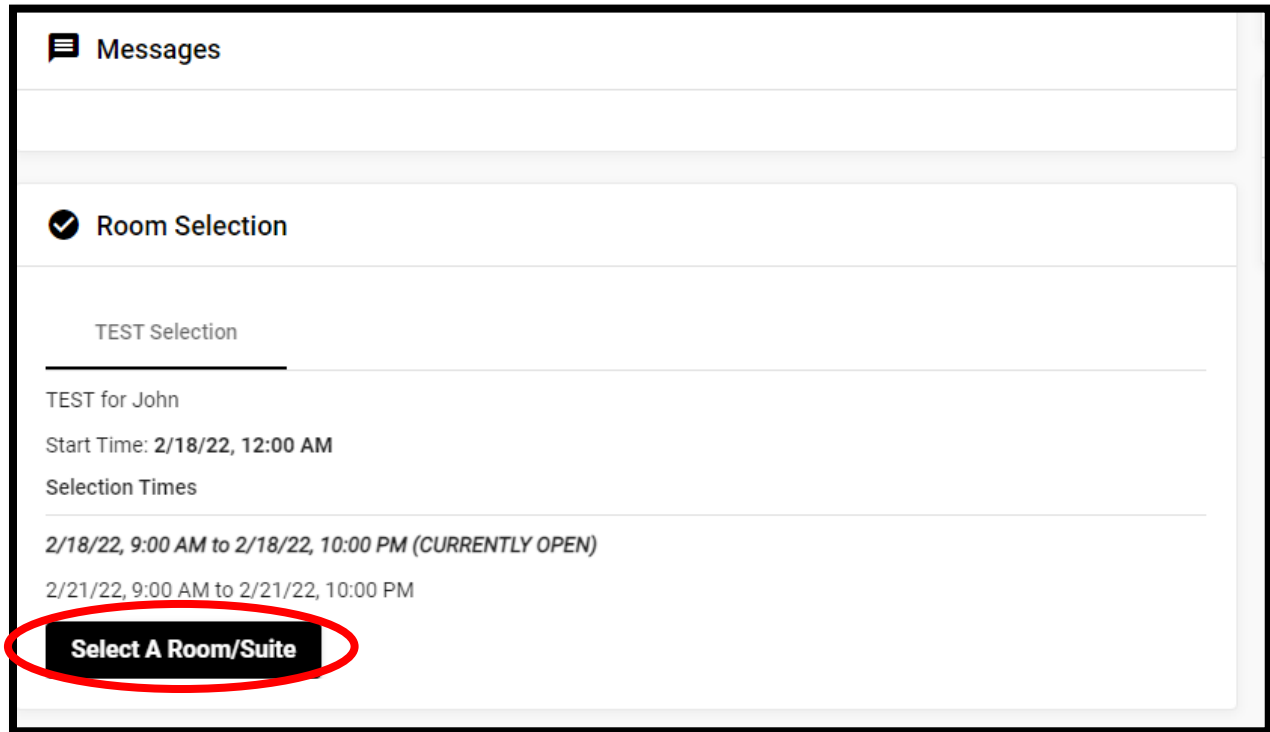 Messages
Room Selection
TEST Selection
TEST for John
Start Time: 2/18/22, 12:00 AM
Selection Times
2/18/22, 9:00 AM to 2/18/22, 10:00 PM (CURRENTLY OPEN)
2/21/22, 9:00 AM to 2/21/22, 10:00 PM
Select A Room/Suite